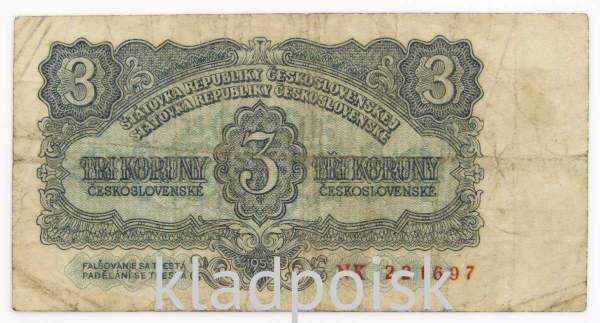 3 3
ŠTÁTOVKA REPUBLIKY ČESKOSLOVENSKEJ
STÁTOVKA REPUBLIKY ČESKOSLOVENSKÉ
TRI KORUNY 3 TŘI KORUNY
ČESKOSLOVENSKÉ ČESKOSLOVENSKÉ
1953
FALŠOVANIE SA TRESTÁ
PADĚLÁNÍ SE TRESTÁ
kladpoisk